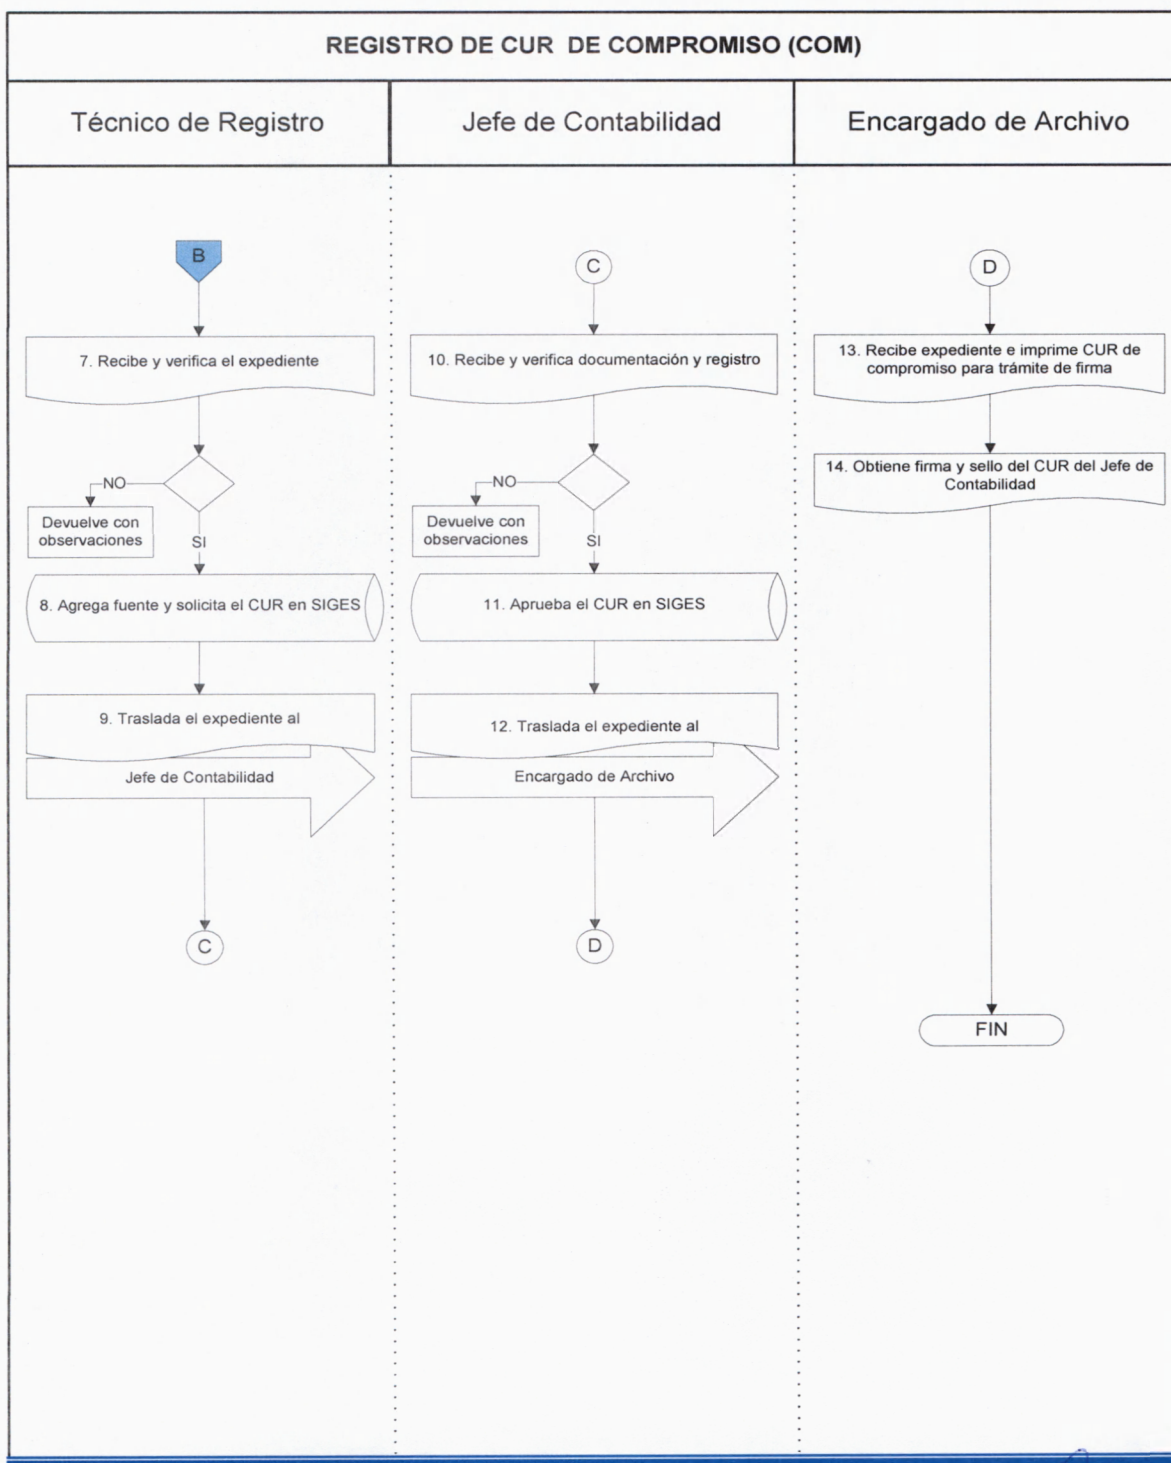 REGISTRO DE CUR DE COMPROMISO (COM)
Técnico de Registro
Jefe de Contabilidad
Encargado de Archivo
B
7. Recibe y verifica el expediente
NO
Devuelve con
observaciones
SI
8. Agrega fuente y solicita el CUR en SIGES
9. Traslada el expediente al
Jefe de Contabilidad
C
C
10. Recibe y verifica documentación y registro
NO
Devuelve con
observaciones
SI
11. Aprueba el CUR en SIGES
12. Traslada el expediente al
Encargado de Archivo
D
D
13. Recibe expediente e imprime CUR de
compromiso para trámite de firma
14. Obtiene firma y sello del CUR del Jefe de
Contabilidad
FIN